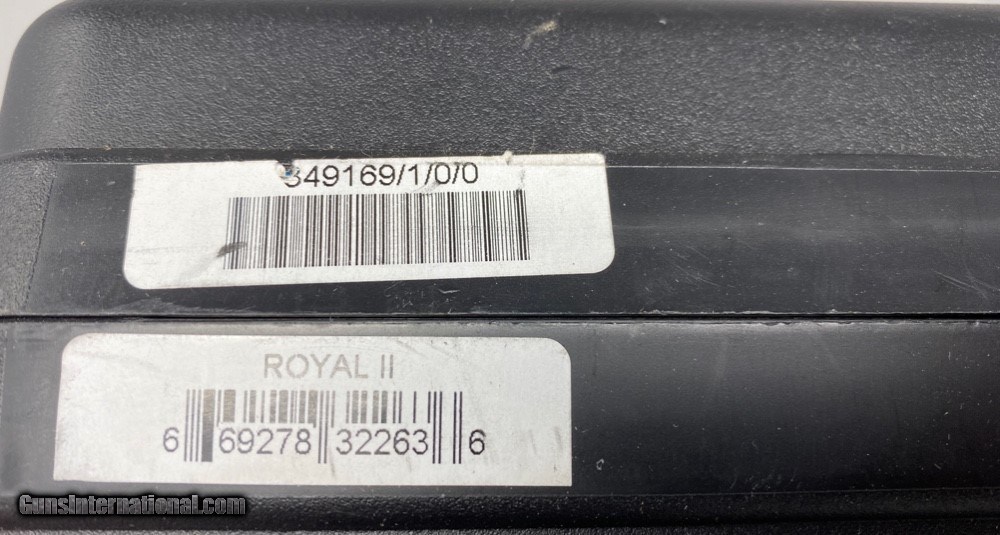 349169/1/0/0
ROYAL II
6 69278 32263 6
GunsInternational.com